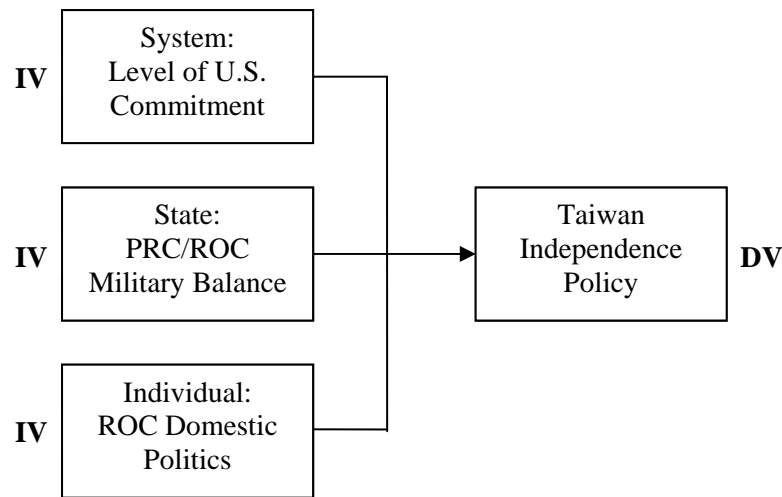 IV
System:
Level of U.S.
Commitment
IV
State:
PRC/ROC
Military Balance
IV
Individual:
ROC Domestic
Politics
Taiwan
Independence
Policy
DV